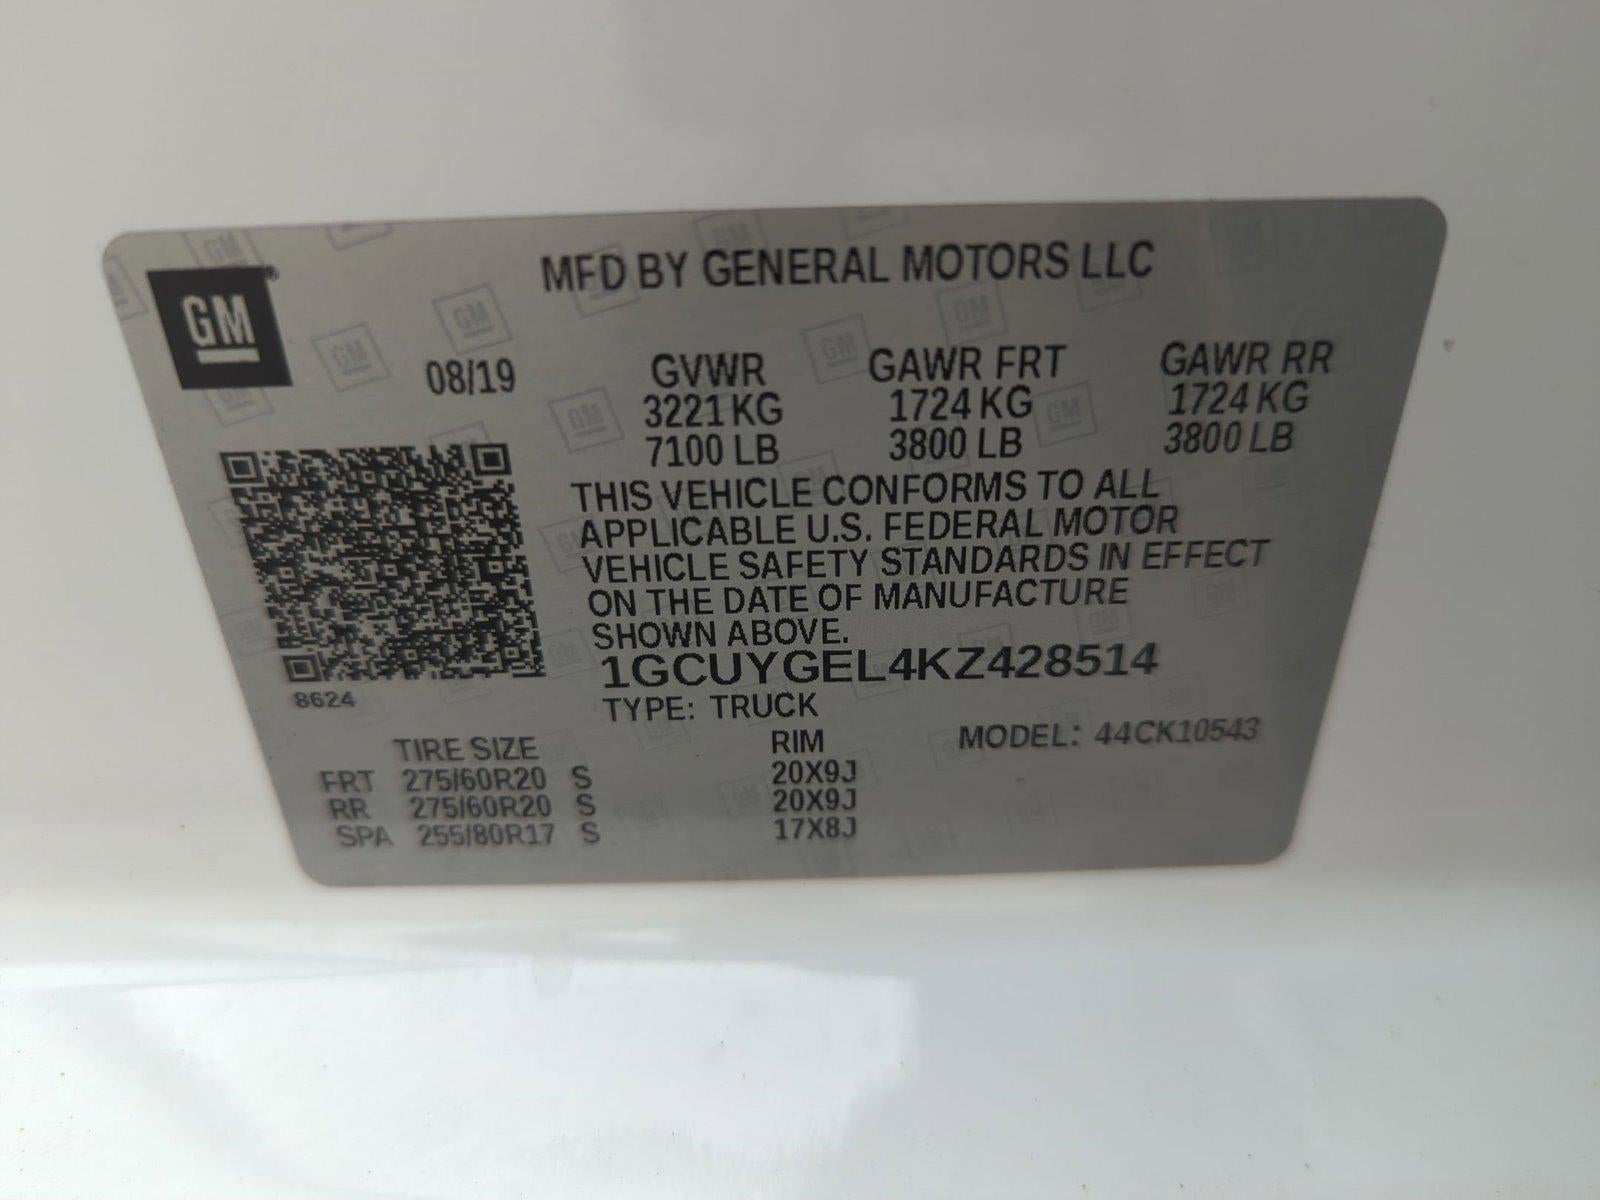 GM
MFD BY GENERAL MOTORS LLC
08/19
GVWR GAWR FRT GAWR RR
3221 KG 1724 KG 1724 KG
7100 LB 3800 LB 3800 LB
THIS VEHICLE CONFORMS TO ALL
APPLICABLE U.S. FEDERAL MOTOR
VEHICLE SAFETY STANDARDS IN EFFECT
ON THE DATE OF MANUFACTURE
SHOWN ABOVE.
1GCUYGEL4KZ428514
8624
TYPE: TRUCK
TIRE SIZE RIM MODEL: 44CK10543
FRT 275/60R20 S 20X9J
RR 275/60R20 S 20X9J
SPA 255/80R17 S 17X8J